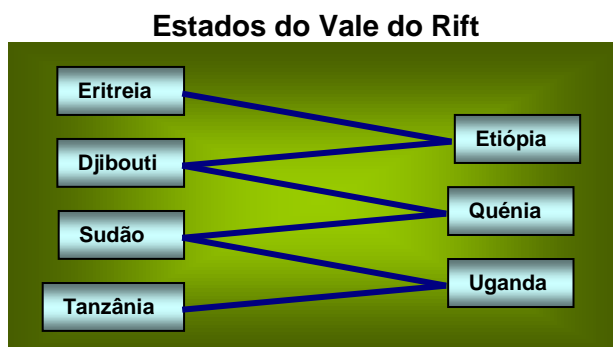 Estados do Vale do Rift
Eritreia
Djibouti
Sudão
Tanzânia
Etiópia
Quénia
Uganda